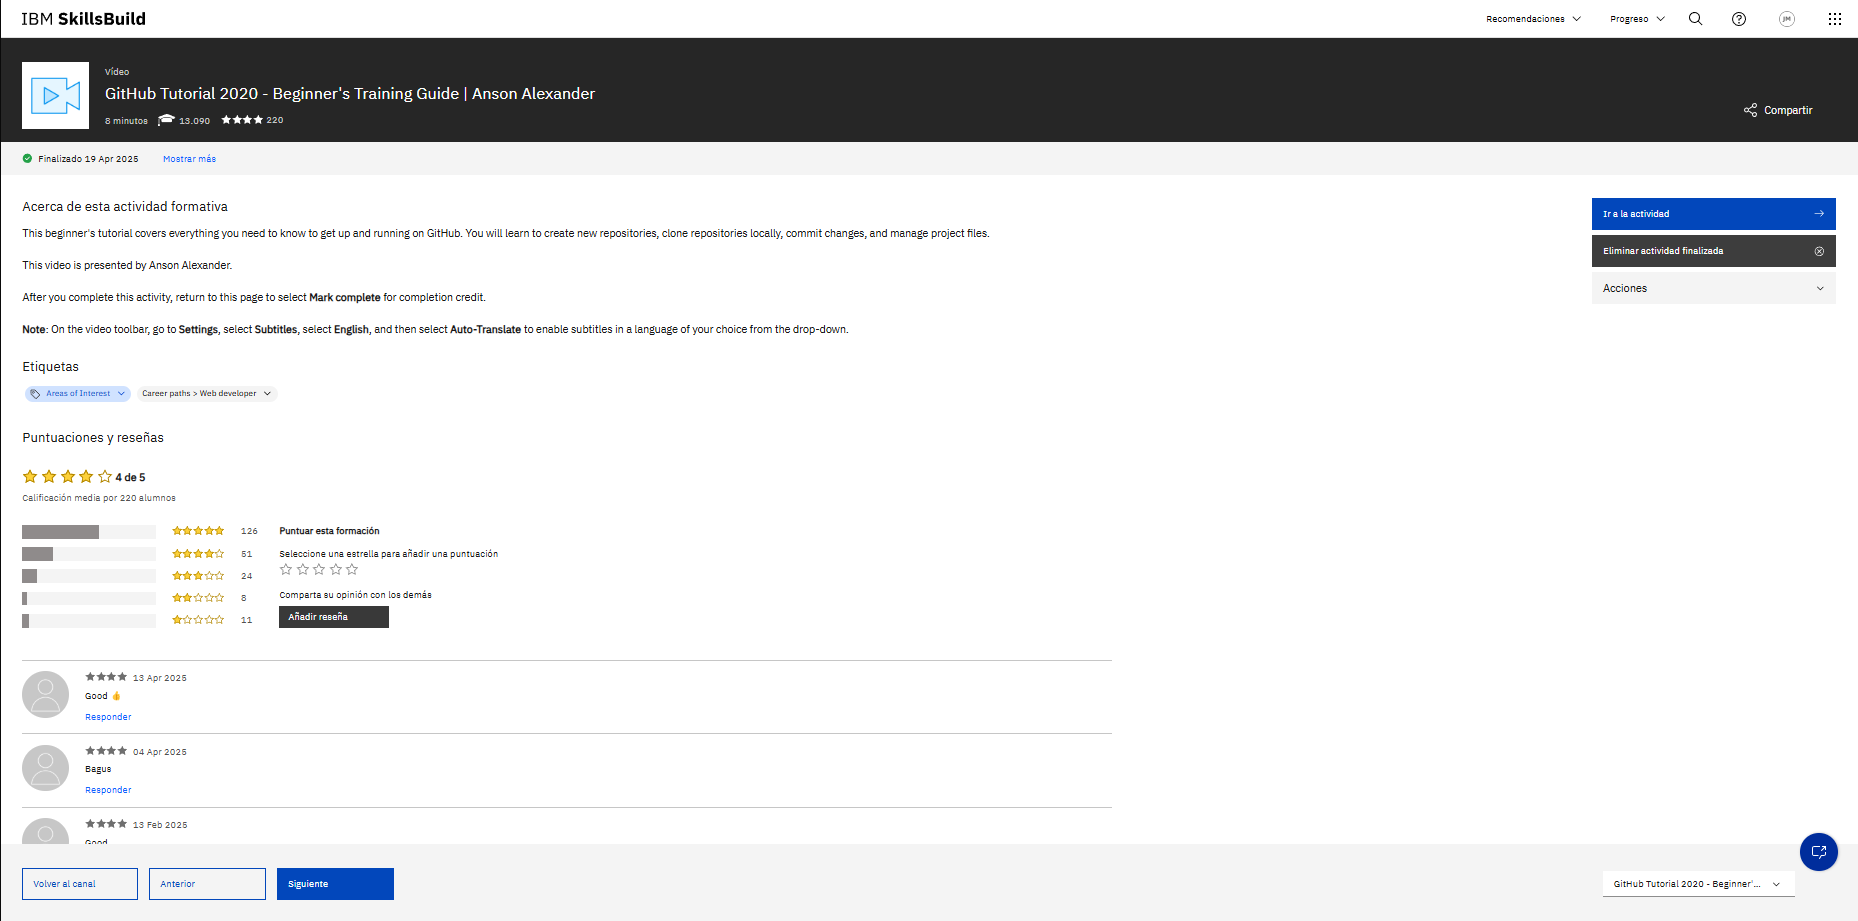 IBM SkillsBuild
Recomendaciones
Progreso
JM
Vídeo
GitHub Tutorial 2020 - Beginner's Training Guide | Anson Alexander
8 minutos 13.090 220
Compartir
Finalizado 19 Apr 2025 Mostrar más
Acerca de esta actividad formativa
This beginner's tutorial covers everything you need to know to get up and running on GitHub. You will learn to create new repositories, clone repositories locally, commit changes, and manage project files.
This video is presented by Anson Alexander.
After you complete this activity, return to this page to select Mark complete for completion credit.
Note: On the video toolbar, go to Settings, select Subtitles, select English, and then select Auto-Translate to enable subtitles in a language of your choice from the drop-down.
Ir a la actividad
Eliminar actividad finalizada
Acciones
Etiquetas
Areas of Interest
Career paths > Web developer
Puntuaciones y reseñas
4 de 5
Calificación media por 220 alumnos
126
51
24
8
11
Puntuar esta formación
Seleccione una estrella para añadir una puntuación
Comparta su opinión con los demás
Añadir reseña
13 Apr 2025
Good 👍
Responder
04 Apr 2025
Bagus
Responder
13 Feb 2025
Good
Volver al canal
Anterior
Siguiente
GitHub Tutorial 2020 - Beginner'...